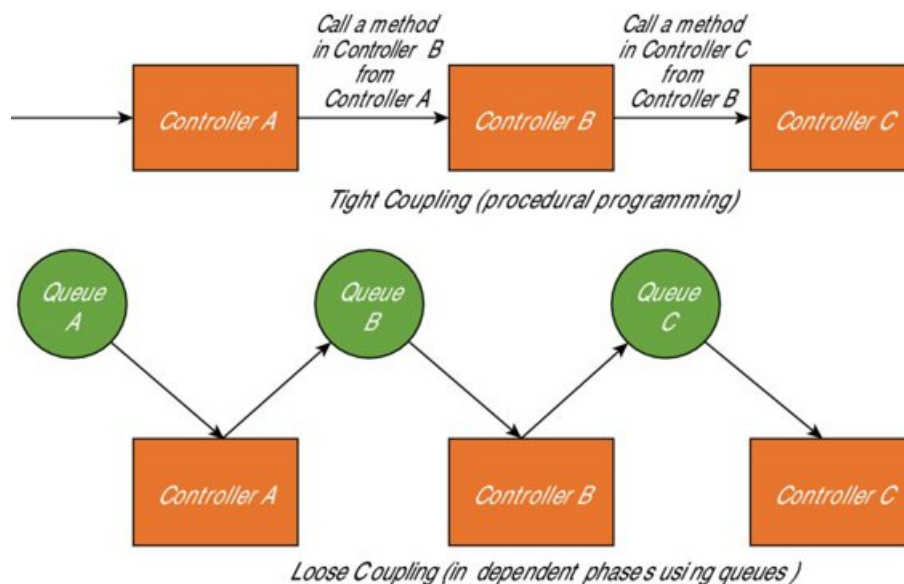 Call a method
in Controller B
from
Controller A
Call a method
in Controller C
from
Controller B
Controller A
Controller B
Controller C
Tight Coupling (procedural programming)
Queue
A
Queue
B
Queue
C
Controller A
Controller B
Controller C
Loose Coupling (in dependent phases using queues )